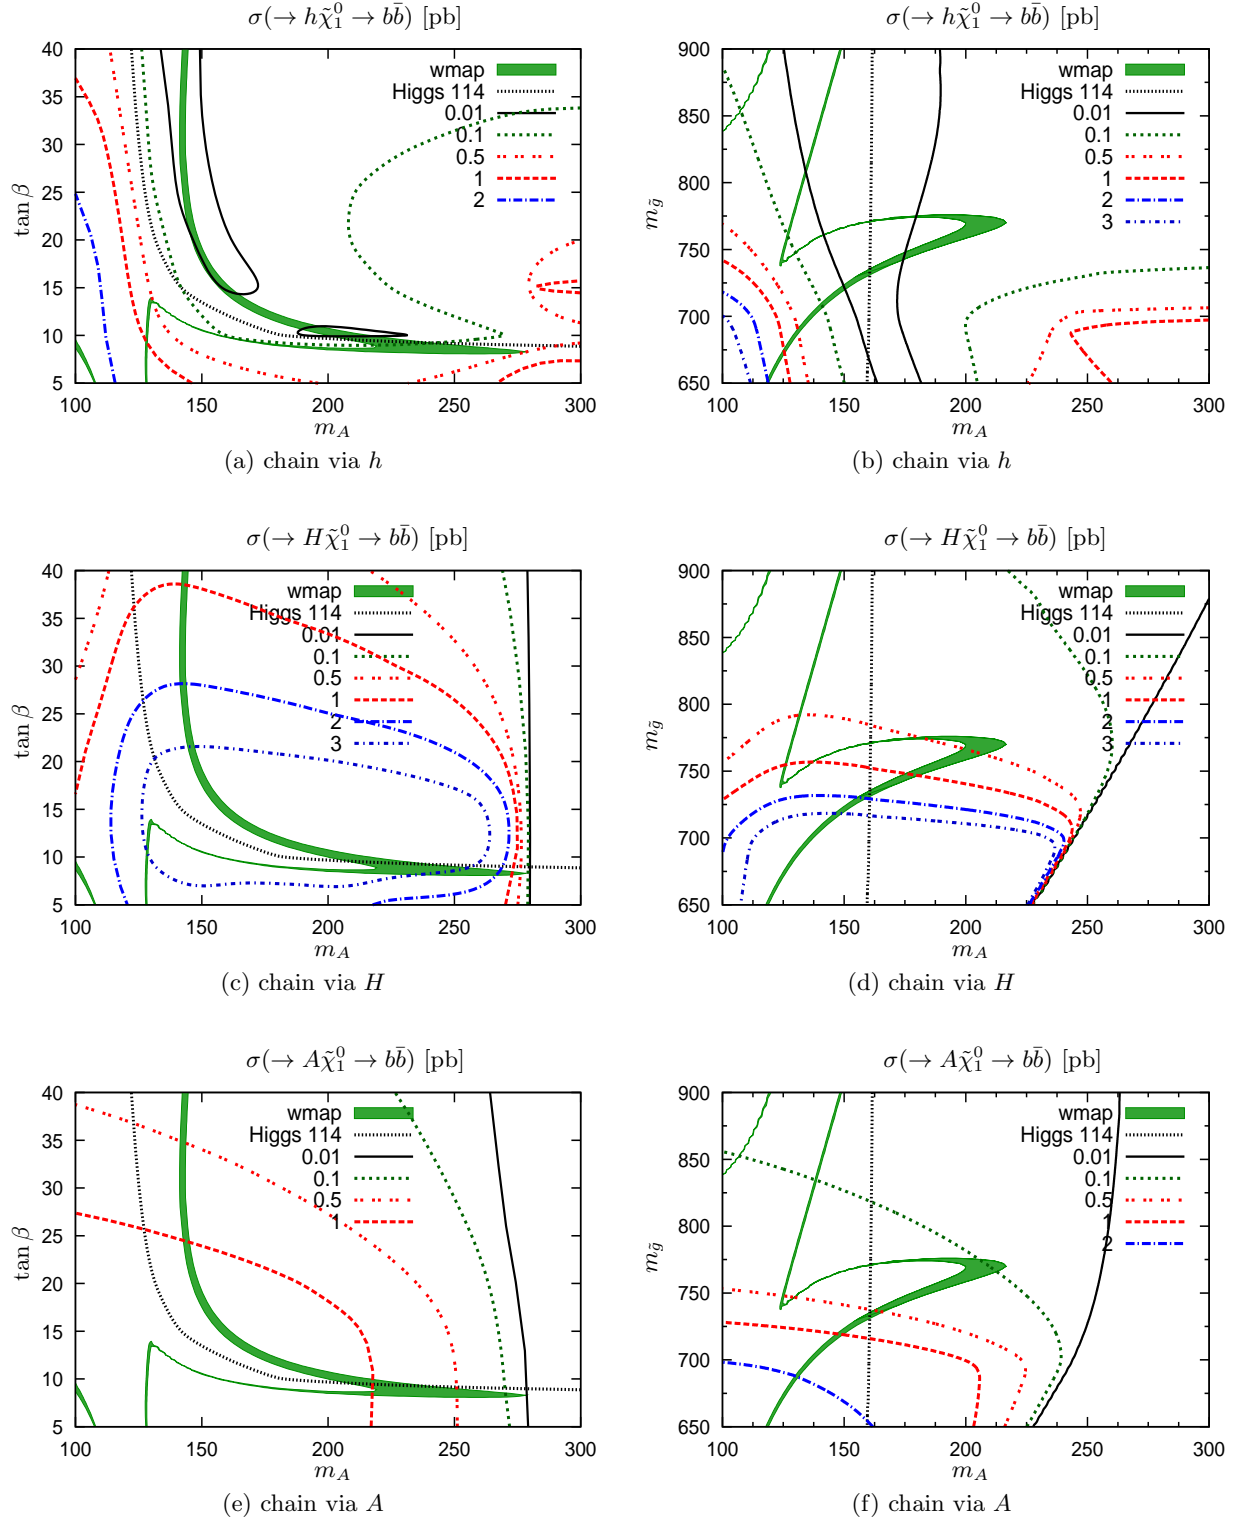 σ(→ hχ̃₁⁰ → bb̄) [pb]
40
35
30
25
20
15
10
5
tan β
wmap
Higgs 114
0.01
0.1
0.5
1
2
100
150
200
250
300
m_A
(a) chain via h
σ(→ hχ̃₁⁰ → bb̄) [pb]
900
850
800
750
700
650
m_g̃
wmap
Higgs 114
0.01
0.1
0.5
1
2
3
100
150
200
250
300
m_A
(b) chain via h
σ(→ Hχ̃₁⁰ → bb̄) [pb]
40
35
30
25
20
15
10
5
tan β
wmap
Higgs 114
0.01
0.1
0.5
1
2
3
100
150
200
250
300
m_A
(c) chain via H
σ(→ Hχ̃₁⁰ → bb̄) [pb]
900
850
800
750
700
650
m_g̃
wmap
Higgs 114
0.01
0.1
0.5
1
2
3
100
150
200
250
300
m_A
(d) chain via H
σ(→ Aχ̃₁⁰ → bb̄) [pb]
40
35
30
25
20
15
10
5
tan β
wmap
Higgs 114
0.01
0.1
0.5
1
100
150
200
250
300
m_A
(e) chain via A
σ(→ Aχ̃₁⁰ → bb̄) [pb]
900
850
800
750
700
650
m_g̃
wmap
Higgs 114
0.01
0.1
0.5
1
2
100
150
200
250
300
m_A
(f) chain via A